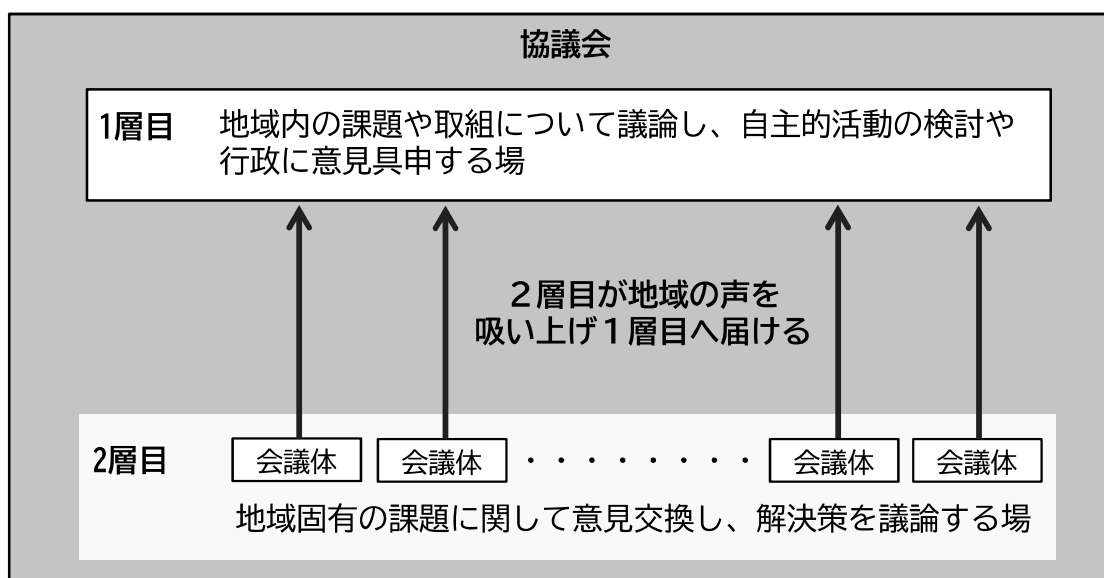 協議会
1層目
地域内の課題や取組について議論し、自主的活動の検討や
行政に意見具申する場
２層目が地域の声を
吸い上げ１層目へ届ける
2層目
会議体 会議体 ・・・・・・・・ 会議体 会議体
地域固有の課題に関して意見交換し、解決策を議論する場